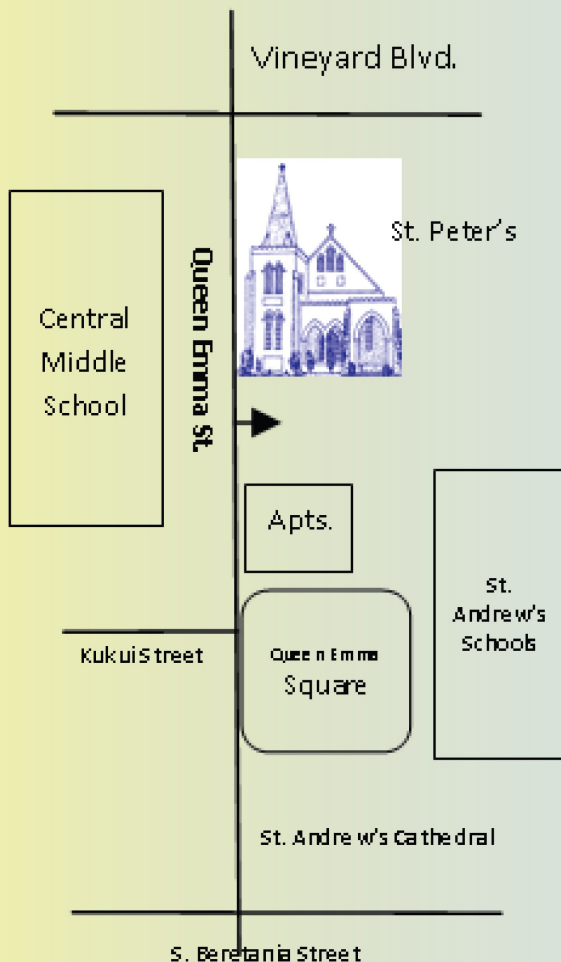 Vineyard Blvd.
St. Peter's
Queen Emma St.
Central
Middle
School
Apts.
St.
Andrew's
Schools
Kukui Street
Queen Emma
Square
St. Andrew's Cathedral
S. Beretania Street